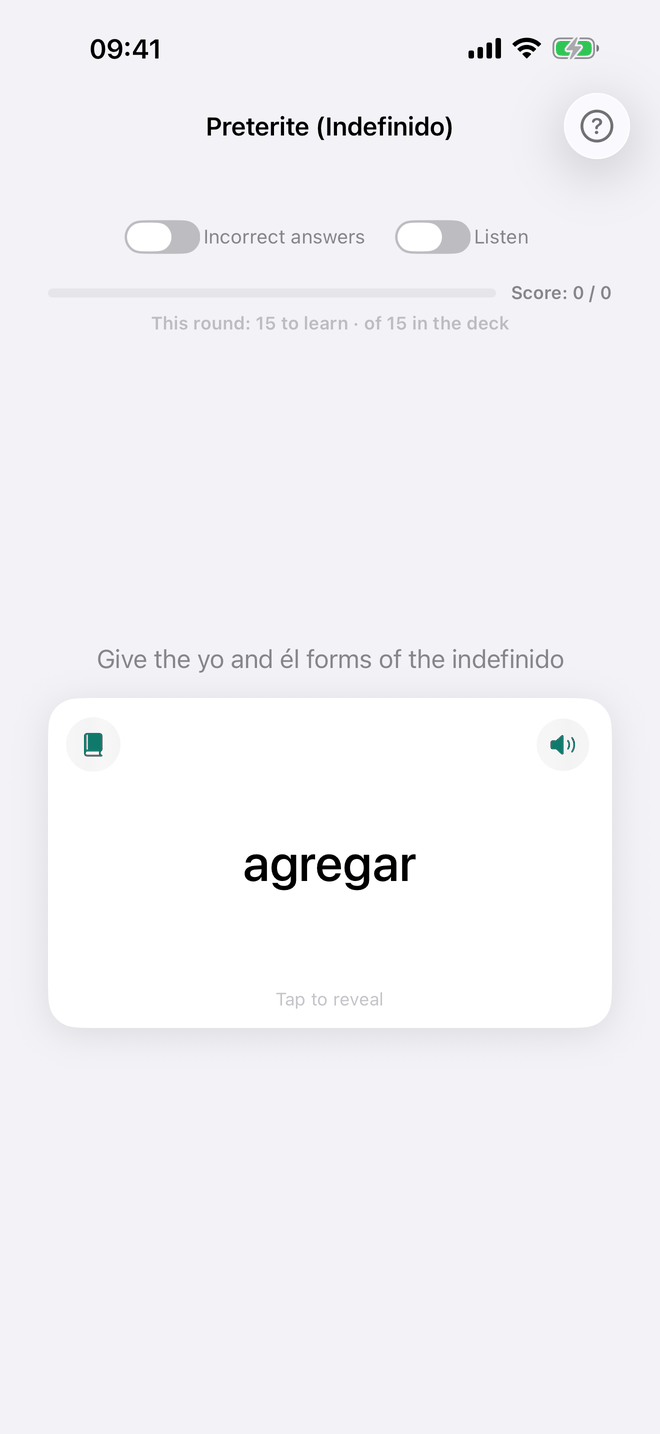 09:41
Preterite (Indefinido)
?
Incorrect answers
Listen
Score: 0 / 0
This round: 15 to learn · of 15 in the deck
Give the yo and él forms of the indefinido
agregar
Tap to reveal